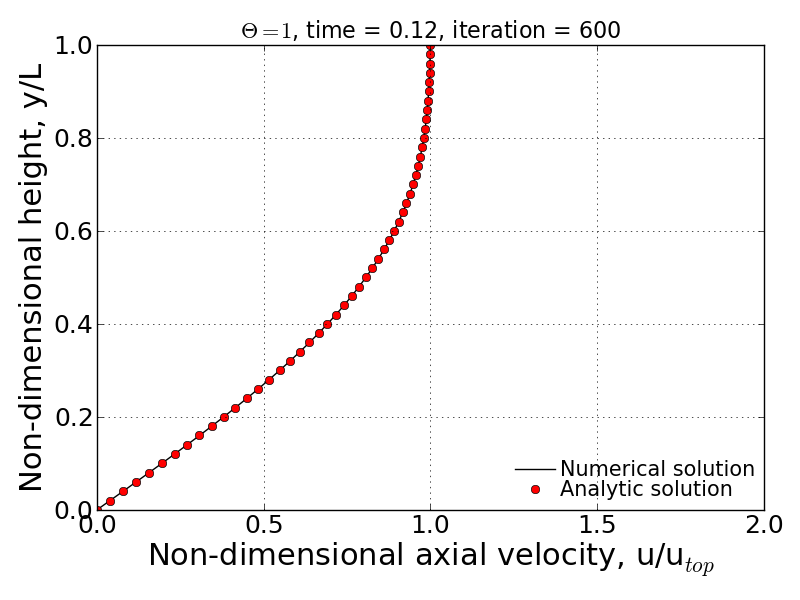 Θ = 1, time = 0.12, iteration = 600
1.0
0.8
0.6
0.4
0.2
0.0
Non-dimensional height, y/L
Numerical solution
Analytic solution
0.0 0.5 1.0 1.5 2.0
Non-dimensional axial velocity, u/u_top